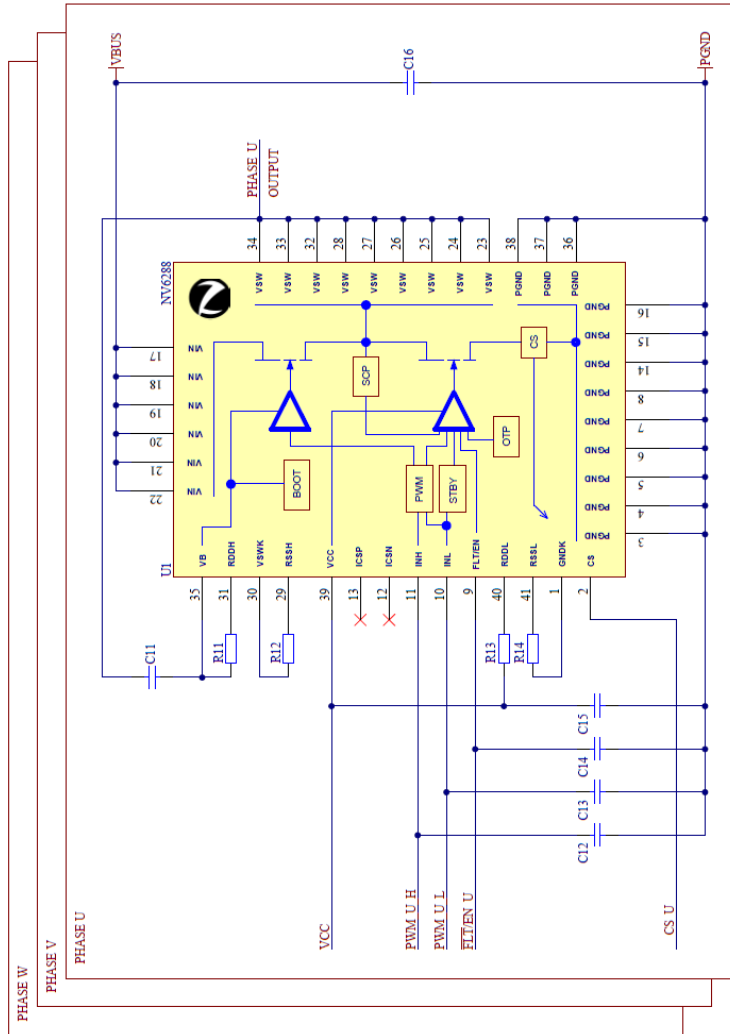 PHASE W
PHASE V
PHASE U
VBUS
PGND
C16
PHASE_U
OUTPUT
NV6288
U1
34
33
32
28
27
26
25
24
23
38
37
36
VSW
VSW
VSW
VSW
VSW
VSW
VSW
VSW
VSW
PGND
PGND
PGND
17
18
19
20
21
22
VIN
VIN
VIN
VIN
VIN
VIN
16
15
14
8
7
6
5
4
3
PGND
PGND
PGND
PGND
PGND
PGND
PGND
PGND
PGND
SCP
CS
BOOT
PWM
STBY
OTP
VB
RDDH
VSWK
RSSH
VCC
ICSP
ICSN
INH
INL
FLT/EN
RDDL
RSSL
GNDK
CS
35
31
30
29
39
13
12
11
10
9
40
41
1
2
C11
R11
R12
R13
R14
C15
C14
C13
C12
VCC
PWM_U_H
PWM_U_L
FLT/EN_U
CS_U